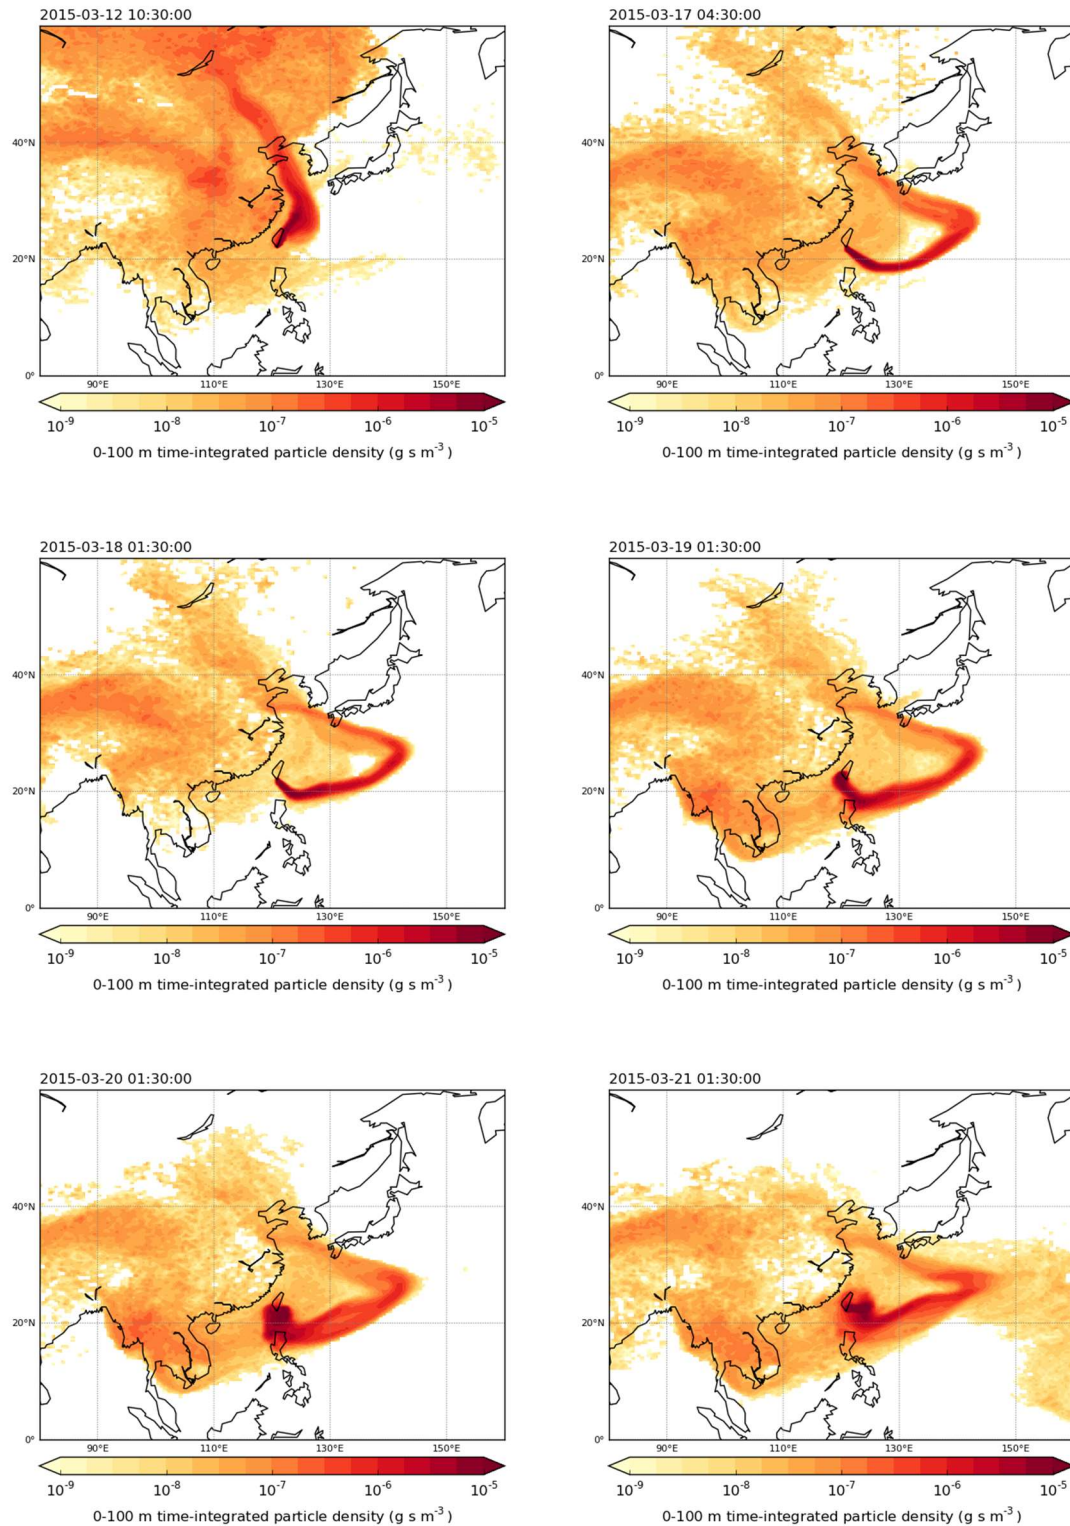 2015-03-12 10:30:00
2015-03-17 04:30:00
40°N
20°N
0°
90°E 110°E 130°E 150°E
40°N
20°N
0°
90°E 110°E 130°E 150°E
10⁻⁹ 10⁻⁸ 10⁻⁷ 10⁻⁶ 10⁻⁵
0-100 m time-integrated particle density (g s m⁻³)
10⁻⁹ 10⁻⁸ 10⁻⁷ 10⁻⁶ 10⁻⁵
0-100 m time-integrated particle density (g s m⁻³)
2015-03-18 01:30:00
2015-03-19 01:30:00
40°N
20°N
0°
90°E 110°E 130°E 150°E
40°N
20°N
0°
90°E 110°E 130°E 150°E
10⁻⁹ 10⁻⁸ 10⁻⁷ 10⁻⁶ 10⁻⁵
0-100 m time-integrated particle density (g s m⁻³)
10⁻⁹ 10⁻⁸ 10⁻⁷ 10⁻⁶ 10⁻⁵
0-100 m time-integrated particle density (g s m⁻³)
2015-03-20 01:30:00
2015-03-21 01:30:00
40°N
20°N
0°
90°E 110°E 130°E 150°E
40°N
20°N
0°
90°E 110°E 130°E 150°E
10⁻⁹ 10⁻⁸ 10⁻⁷ 10⁻⁶ 10⁻⁵
0-100 m time-integrated particle density (g s m⁻³)
10⁻⁹ 10⁻⁸ 10⁻⁷ 10⁻⁶ 10⁻⁵
0-100 m time-integrated particle density (g s m⁻³)